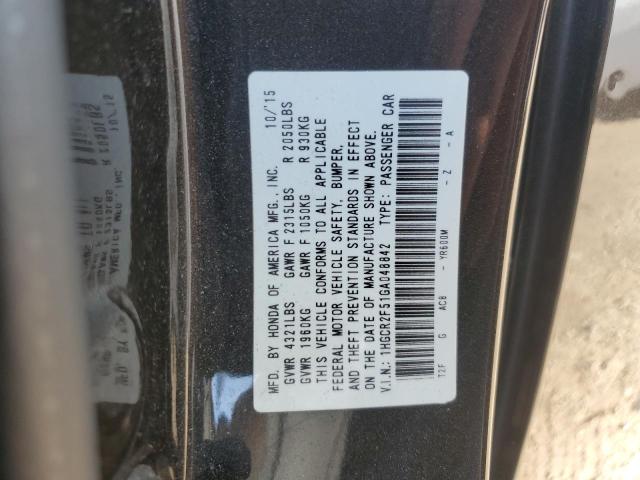 MFD. BY HONDA OF AMERICA MFG., INC. 10/'15
GVWR 4321LBS GAWR F 2315LBS R 2050LBS
GVWR 1960KG GAWR F 1050KG R 930KG
THIS VEHICLE CONFORMS TO ALL APPLICABLE
FEDERAL MOTOR VEHICLE SAFETY, BUMPER,
AND THEFT PREVENTION STANDARDS IN EFFECT
ON THE DATE OF MANUFACTURE SHOWN ABOVE.
V.I.N.: 1HGCR2F51GA048842 TYPE: PASSENGER CAR
T2F G ACB - YR600M - Z - A